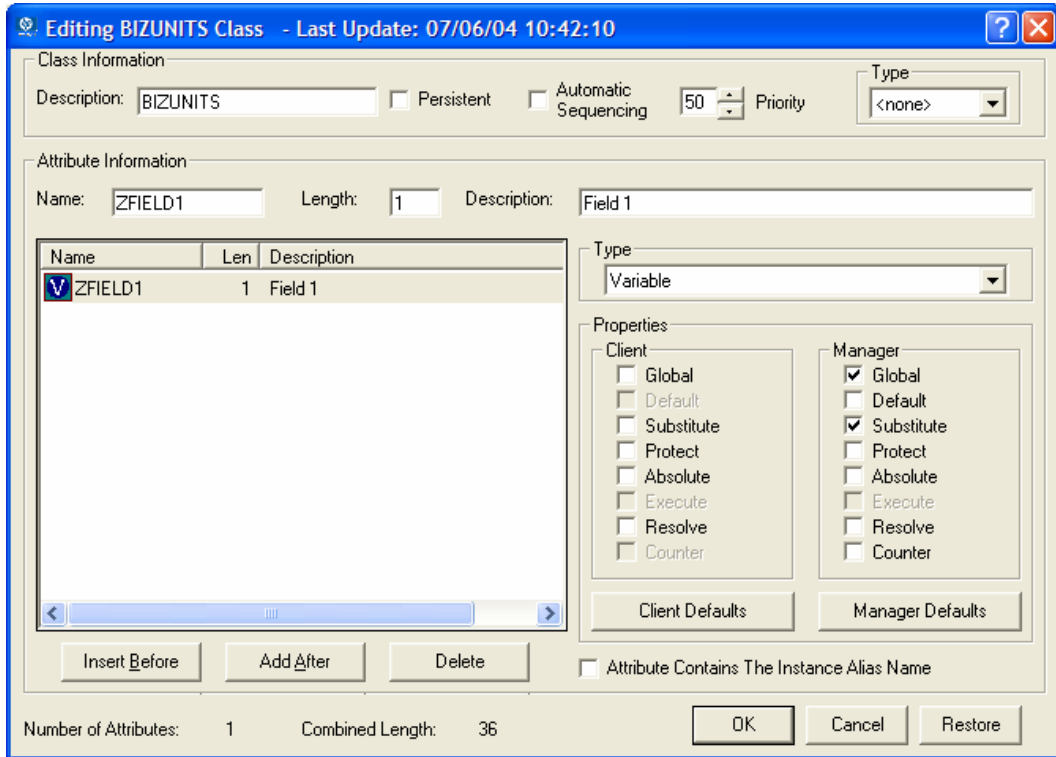 Editing BIZUNITS Class - Last Update: 07/06/04 10:42:10
Class Information
Description: BIZUNITS
Persistent
Automatic
Sequencing
50 Priority
Type
<none>
Attribute Information
Name: ZFIELD1 Length: 1 Description: Field 1
Name Len Description
V ZFIELD1 1 Field 1
Type
Variable
Properties
Client
Global
Default
Substitute
Protect
Absolute
Execute
Resolve
Counter
Manager
Global
Default
Substitute
Protect
Absolute
Execute
Resolve
Counter
Client Defaults
Manager Defaults
Insert Before
Add After
Delete
Attribute Contains The Instance Alias Name
Number of Attributes: 1 Combined Length: 36
OK
Cancel
Restore